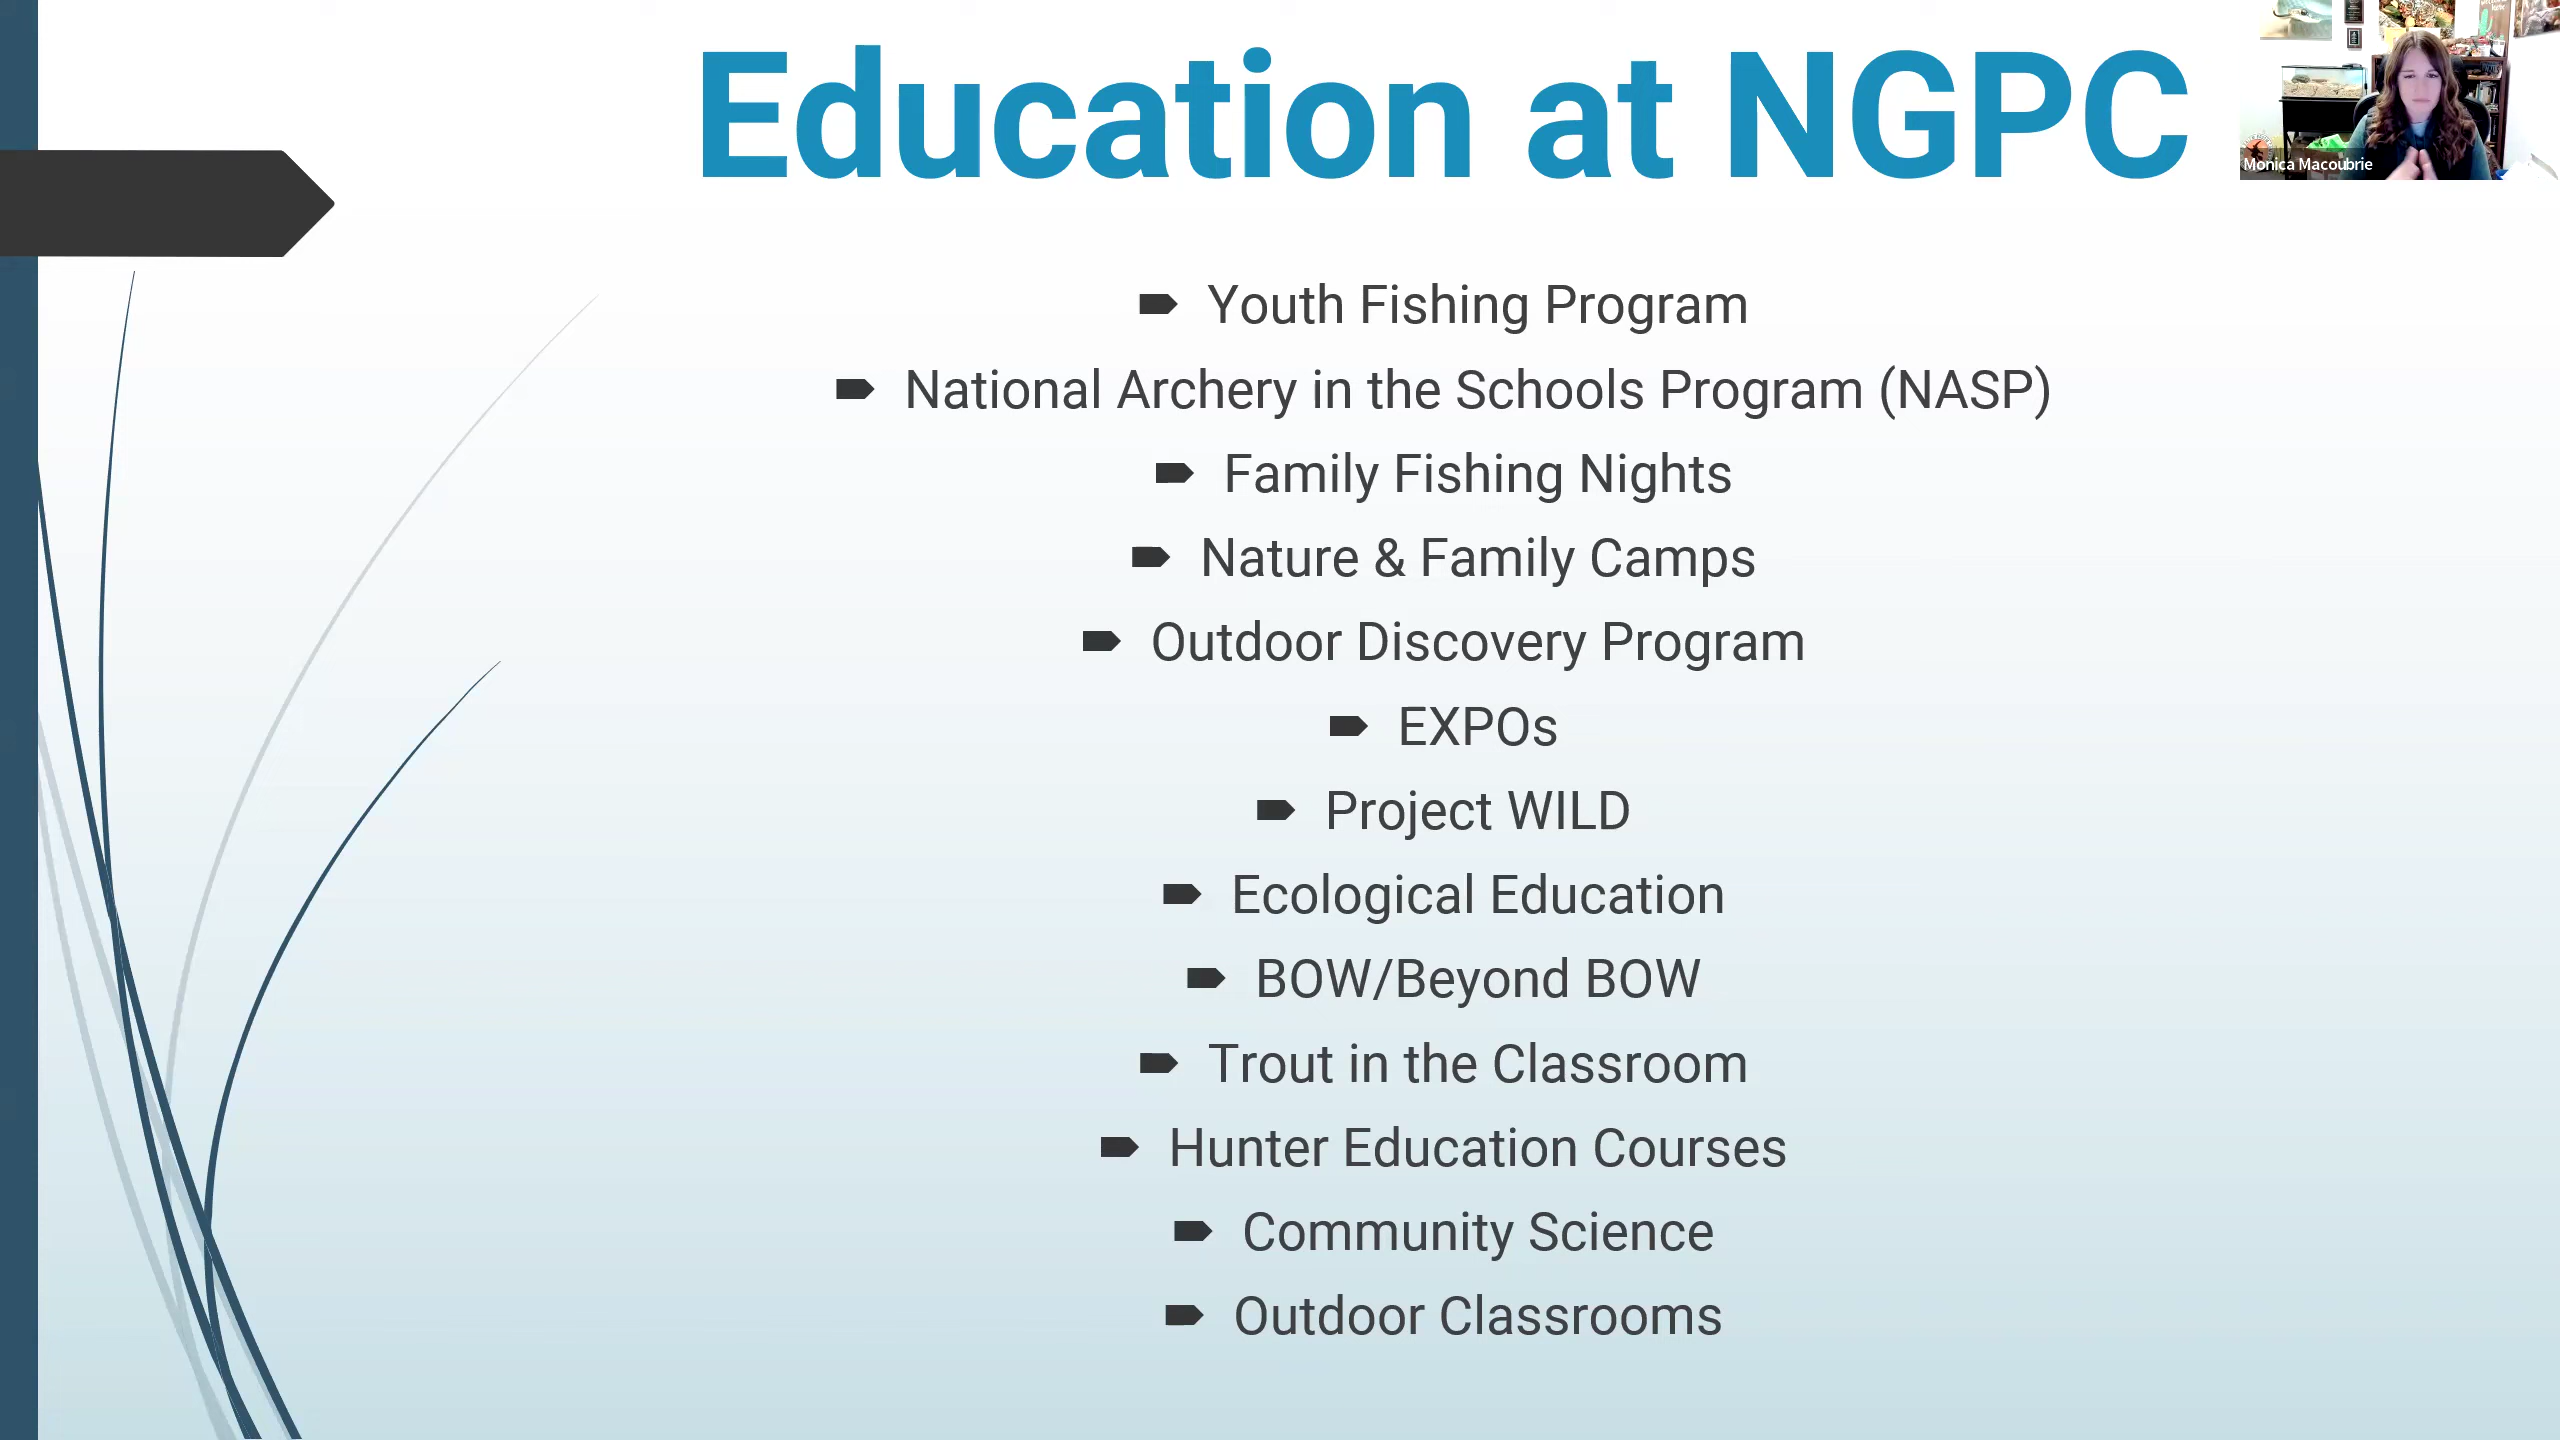 Education at NGPC
Monica Macoubrie
Youth Fishing Program
National Archery in the Schools Program (NASP)
Family Fishing Nights
Nature & Family Camps
Outdoor Discovery Program
EXPOs
Project WILD
Ecological Education
BOW/Beyond BOW
Trout in the Classroom
Hunter Education Courses
Community Science
Outdoor Classrooms